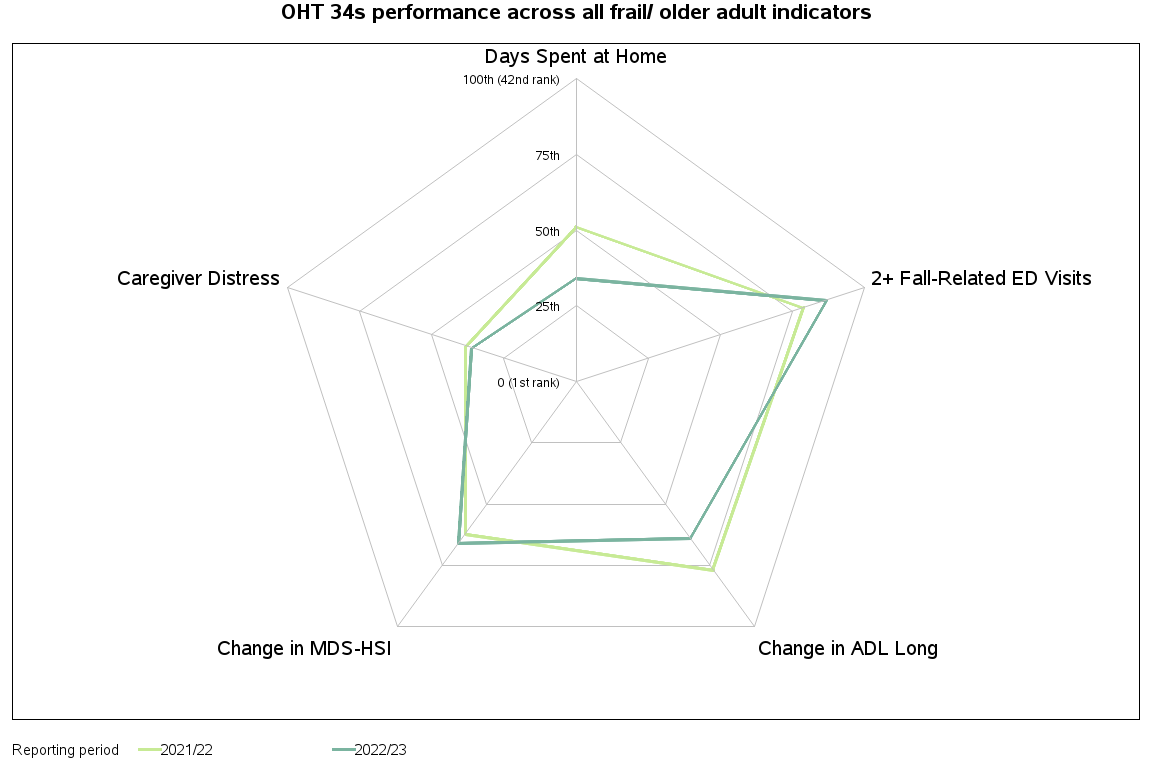 OHT 34s performance across all frail/ older adult indicators
Days Spent at Home
100th (42nd rank)
75th
50th
25th
0 (1st rank)
Caregiver Distress
2+ Fall-Related ED Visits
Change in MDS-HSI
Change in ADL Long
Reporting period 2021/22 2022/23